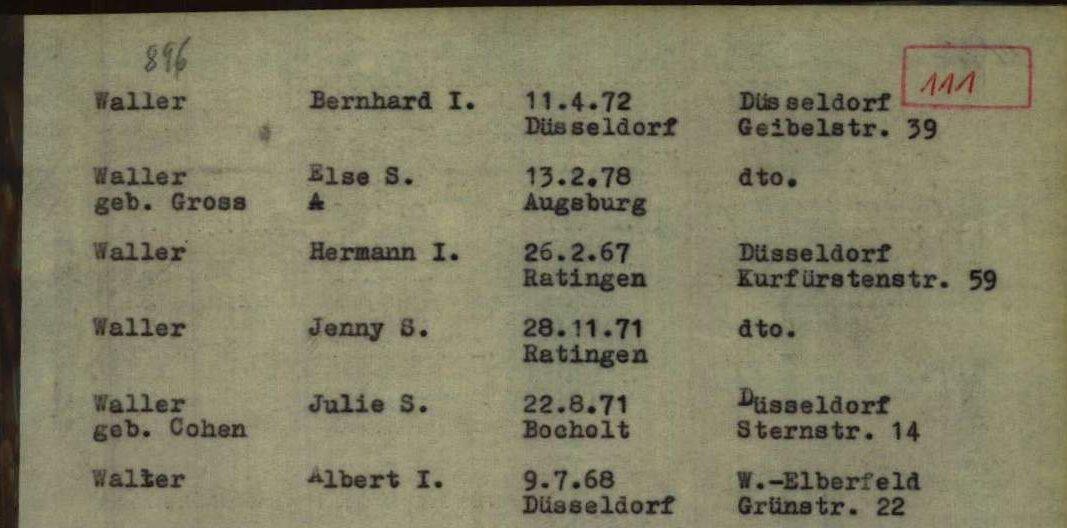 896
111
Waller Bernhard I. 11.4.72 Düsseldorf
Düsseldorf Geibelstr. 39
Waller Else S. 13.2.78 dto.
geb. Gross A Augsburg
Waller Hermann I. 26.2.67 Düsseldorf
Ratingen Kurfürstenstr. 59
Waller Jenny S. 28.11.71 dto.
Ratingen
Waller Julie S. 22.8.71 Düsseldorf
geb. Cohen Bocholt Sternstr. 14
Walter Albert I. 9.7.68 W.-Elberfeld
Düsseldorf Grünstr. 22